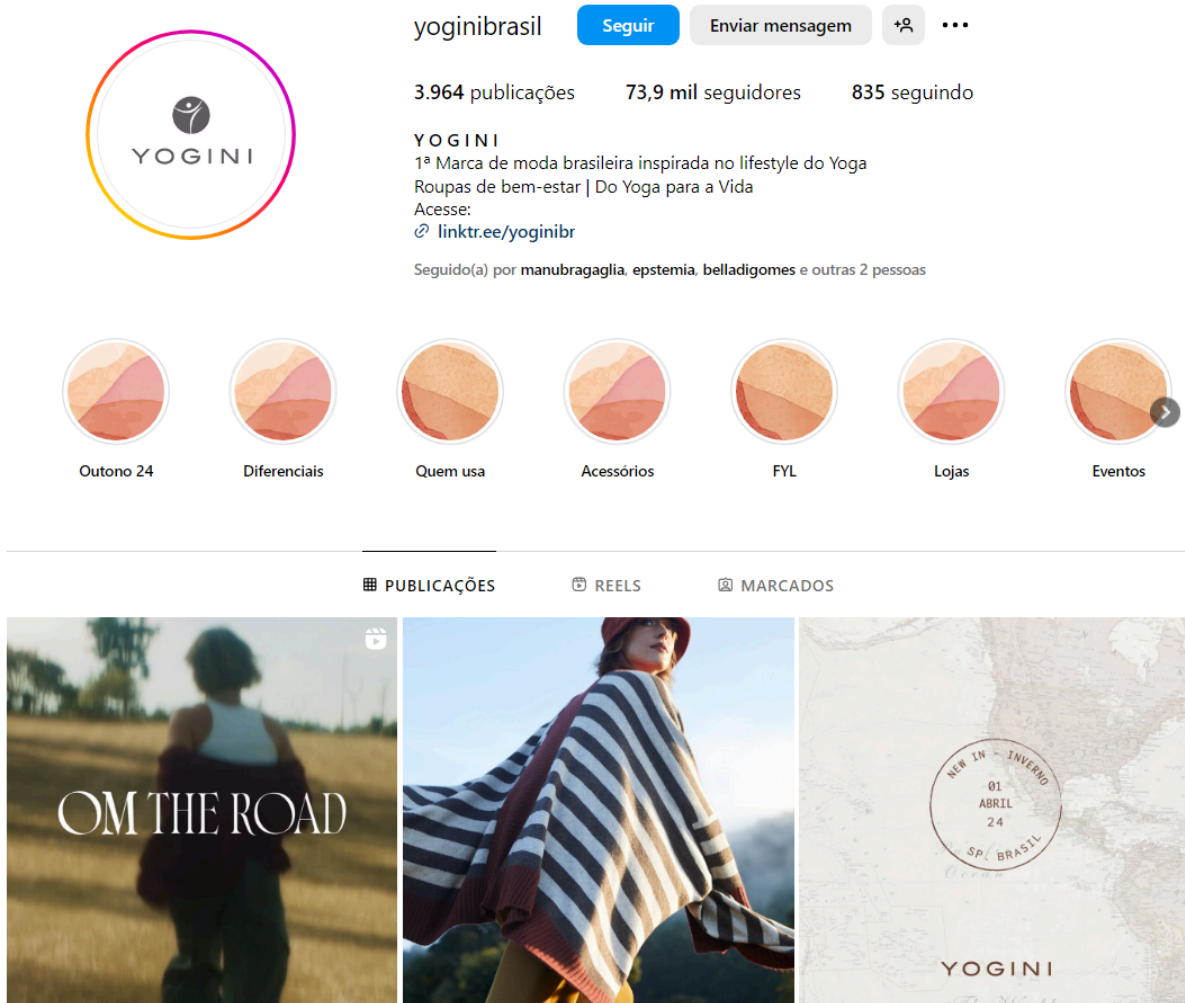 yoginibrasil Seguir Enviar mensagem
YOGINI
3.964 publicações 73,9 mil seguidores 835 seguindo
Y O G I N I
1ª Marca de moda brasileira inspirada no lifestyle do Yoga
Roupas de bem-estar | Do Yoga para a Vida
Acesse:
linktr.ee/yoginibr
Seguido(a) por manubragaglia, epstemia, belladigomes e outras 2 pessoas
Outono 24 Diferenciais Quem usa Acessórios FYL Lojas Eventos
PUBLICAÇÕES REELS MARCADOS
OM THE ROAD
NEW IN - INVERNO
01
ABRIL
24
SP. BRASIL
YOGINI